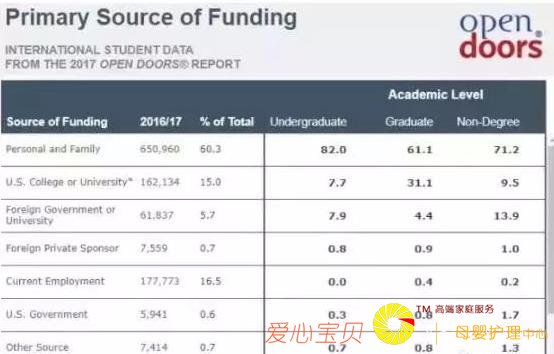 Primary Source of Funding
open
doors®
INTERNATIONAL STUDENT DATA
FROM THE 2017 OPEN DOORS® REPORT
Academic Level
Source of Funding 2016/17 % of Total Undergraduate Graduate Non-Degree
Personal and Family 650,960 60.3 82.0 61.1 71.2
U.S. College or University* 162,134 15.0 7.7 31.1 9.5
Foreign Government or
University 61,837 5.7 7.9 4.4 13.9
Foreign Private Sponsor 7,559 0.7 0.8 0.9 1.0
Current Employment 177,773 16.5 0.0 0.4 0.2
TM 高端家庭服务
U.S. Government 5,941 0.6 0.3 0.8 1.7
爱心宝贝 母婴护理中心
Other Source 7,414 0.7 0.7 0.8 1.3